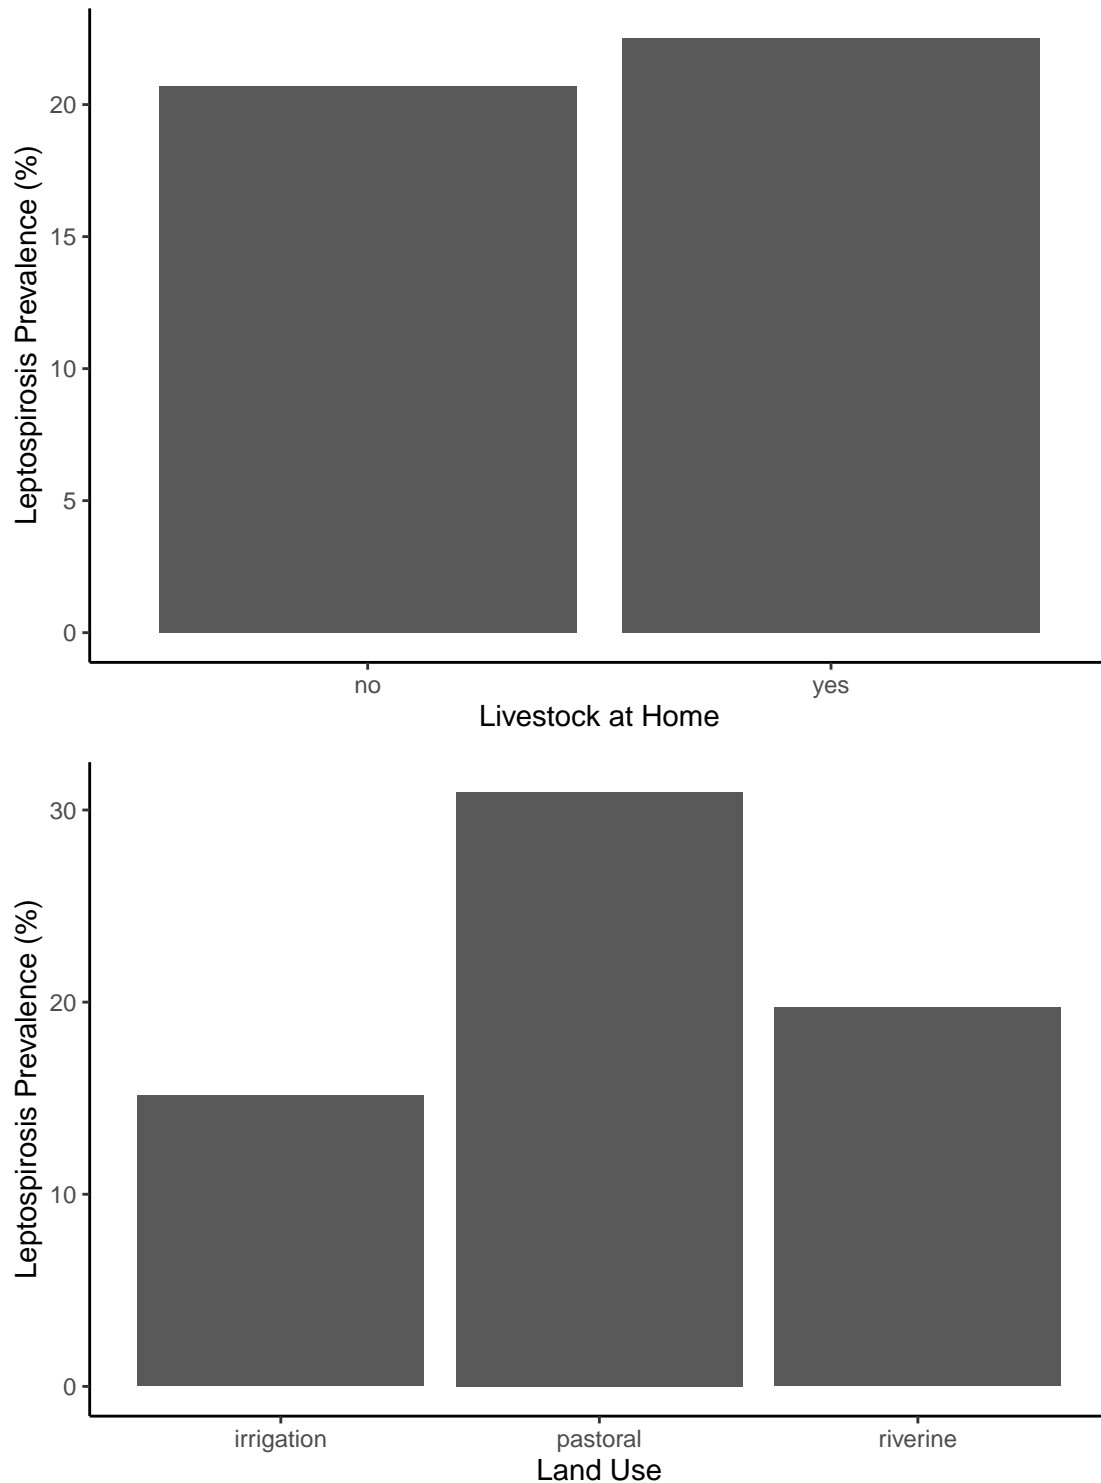 Leptospirosis Prevalence (%)
20
15
10
5
0
no yes
Livestock at Home
Leptospirosis Prevalence (%)
30
20
10
0
irrigation pastoral riverine
Land Use